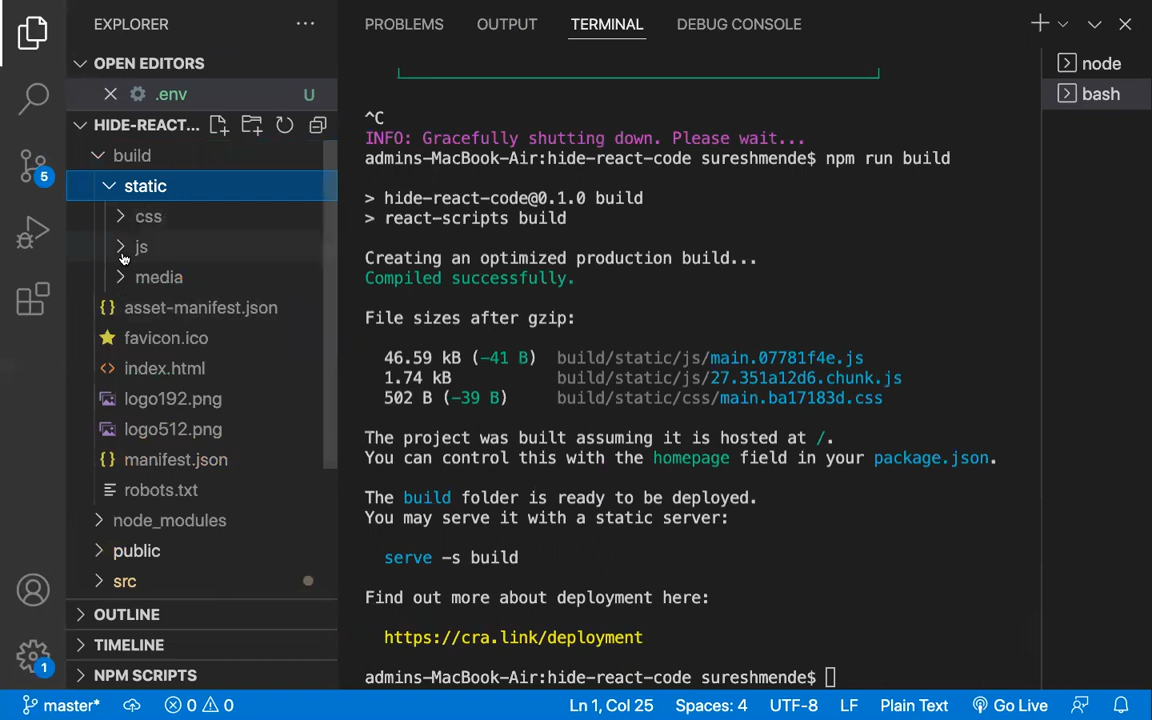 EXPLORER
PROBLEMS OUTPUT TERMINAL DEBUG CONSOLE
OPEN EDITORS
.env U
HIDE-REACT...
build
static
css
js
media
asset-manifest.json
favicon.ico
index.html
logo192.png
logo512.png
manifest.json
robots.txt
node_modules
public
src
OUTLINE
TIMELINE
NPM SCRIPTS
5
1
^C
INFO: Gracefully shutting down. Please wait...
admins-MacBook-Air:hide-react-code sureshmende$ npm run build
> hide-react-code@0.1.0 build
> react-scripts build
Creating an optimized production build...
Compiled successfully.
File sizes after gzip:
46.59 kB (-41 B) build/static/js/main.07781f4e.js
1.74 kB build/static/js/27.351a12d6.chunk.js
502 B (-39 B) build/static/css/main.ba17183d.css
The project was built assuming it is hosted at /.
You can control this with the homepage field in your package.json.
The build folder is ready to be deployed.
You may serve it with a static server:
serve -s build
Find out more about deployment here:
https://cra.link/deployment
admins-MacBook-Air:hide-react-code sureshmende$
node
bash
master* 0 0 Ln 1, Col 25 Spaces: 4 UTF-8 LF Plain Text Go Live